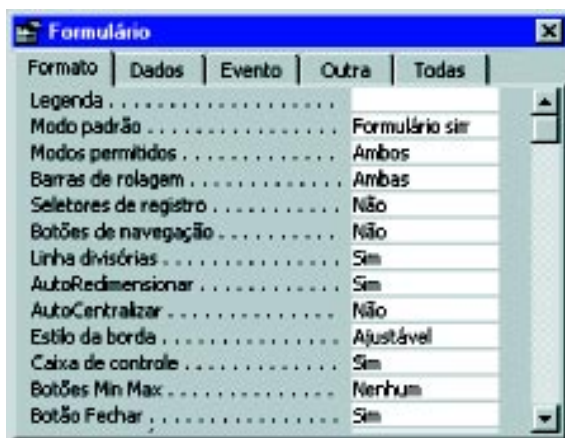 Formulário
Formato Dados Evento Outra Todas
Legenda . . . . . . . . . . . . . . . . . . .
Modo padrão . . . . . . . . . . . . . . . Formulário sim
Modos permitidos . . . . . . . . . . . . Ambos
Barras de rolagem . . . . . . . . . . . . Ambas
Seletores de registro . . . . . . . . . . Não
Botões de navegação . . . . . . . . . Não
Linha divisórias . . . . . . . . . . . . . . Sim
AutoRedimensionar . . . . . . . . . . . Sim
AutoCentralizar . . . . . . . . . . . . . . Não
Estilo da borda . . . . . . . . . . . . . . Ajustável
Caixa de controle . . . . . . . . . . . . . Sim
Botões Min Max . . . . . . . . . . . . . . Nenhum
Botão Fechar . . . . . . . . . . . . . . . Sim